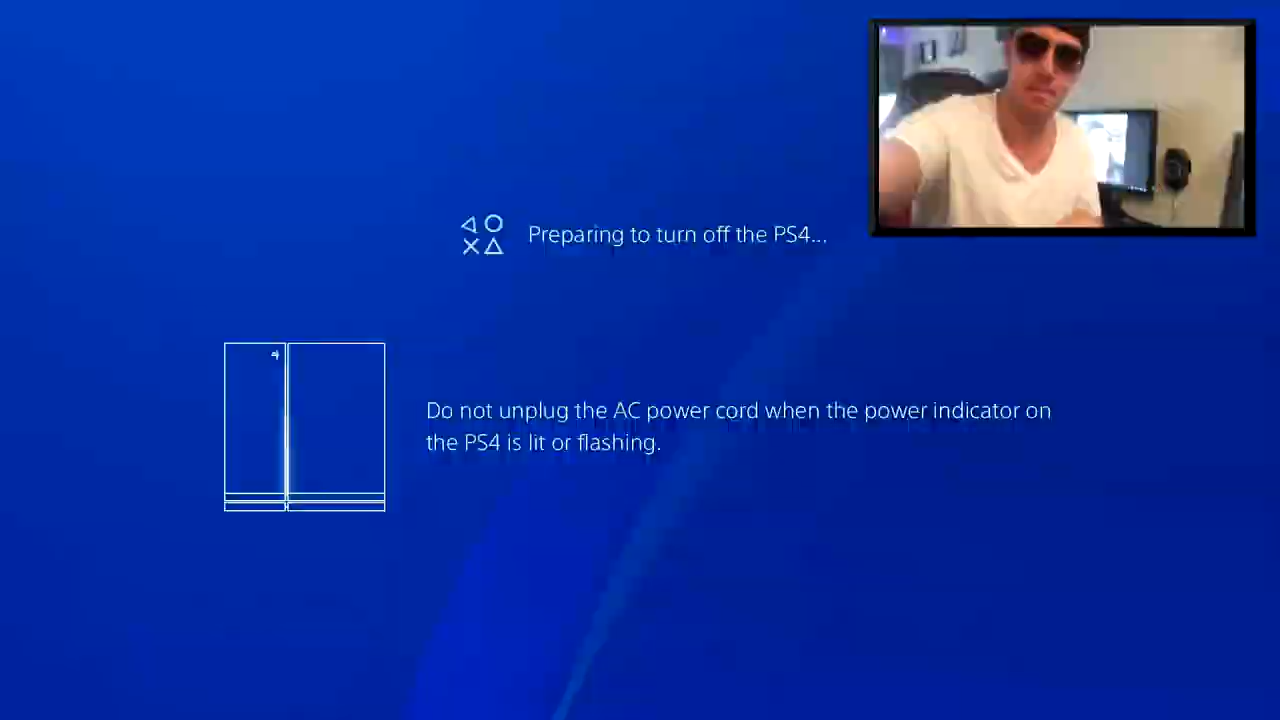 Preparing to turn off the PS4...
Do not unplug the AC power cord when the power indicator on
the PS4 is lit or flashing.